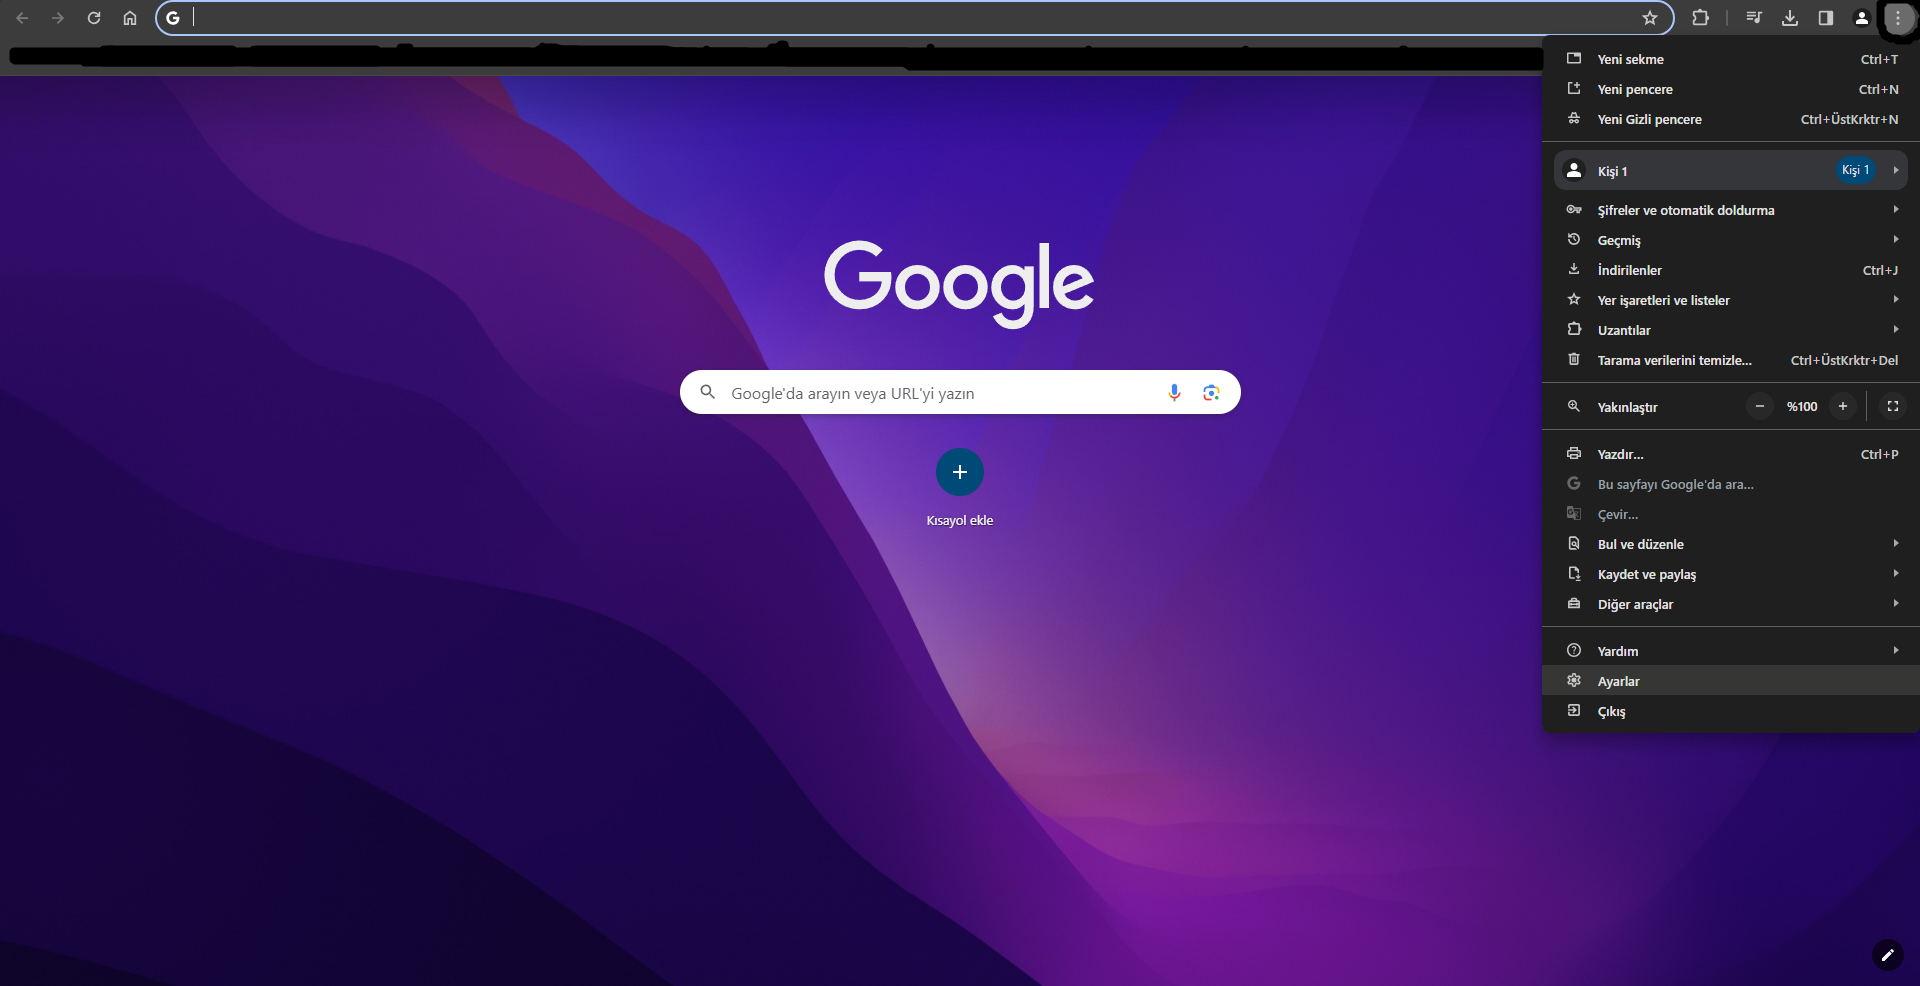 Yeni sekme Ctrl+T
Yeni pencere Ctrl+N
Yeni Gizli pencere Ctrl+ÜstKrktr+N
Kişi 1 Kişi 1
Şifreler ve otomatik doldurma
Geçmiş
İndirilenler Ctrl+J
Yer işaretleri ve listeler
Uzantılar
Tarama verilerini temizle... Ctrl+ÜstKrktr+Del
Yakınlaştır − %100 +
Yazdır... Ctrl+P
Bu sayfayı Google'da ara...
Çevir...
Bul ve düzenle
Kaydet ve paylaş
Diğer araçlar
Yardım
Ayarlar
Çıkış
Google
Google'da arayın veya URL'yi yazın
Kısayol ekle